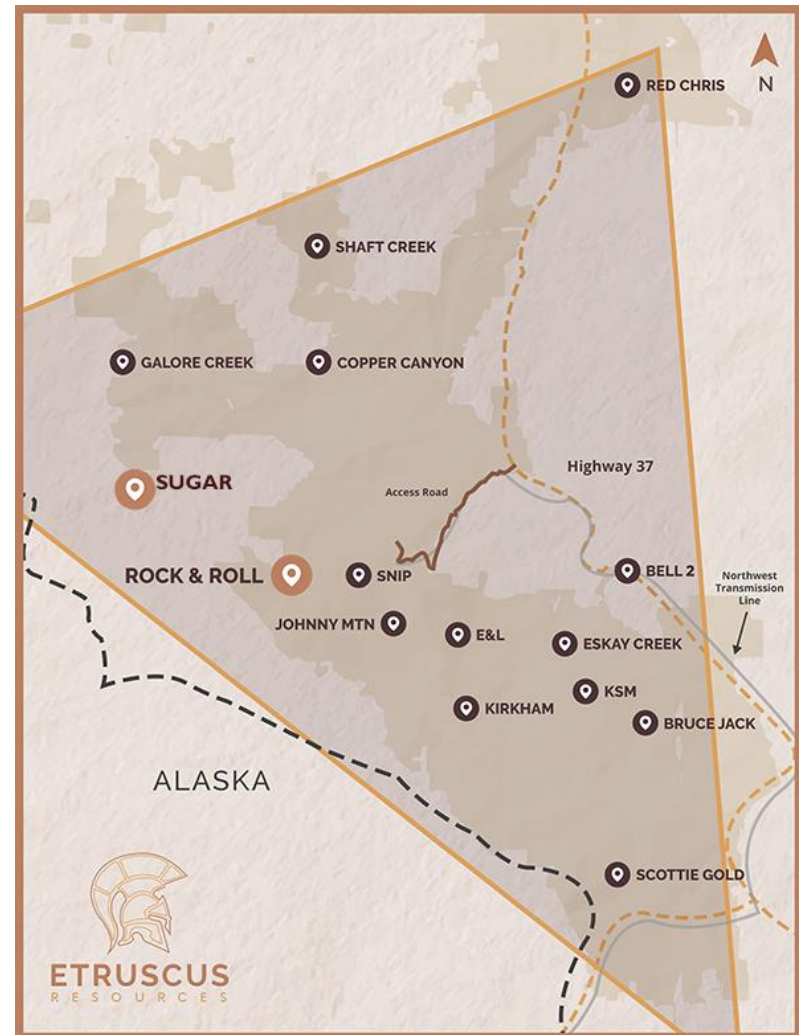 N
RED CHRIS
SHAFT CREEK
GALORE CREEK
COPPER CANYON
SUGAR
Highway 37
Access Road
ROCK & ROLL
SNIP
BELL 2
Northwest
Transmission
Line
JOHNNY MTN
E&L
ESKAY CREEK
KSM
KIRKHAM
BRUCE JACK
ALASKA
SCOTTIE GOLD
ETRUSCUS
RESOURCES